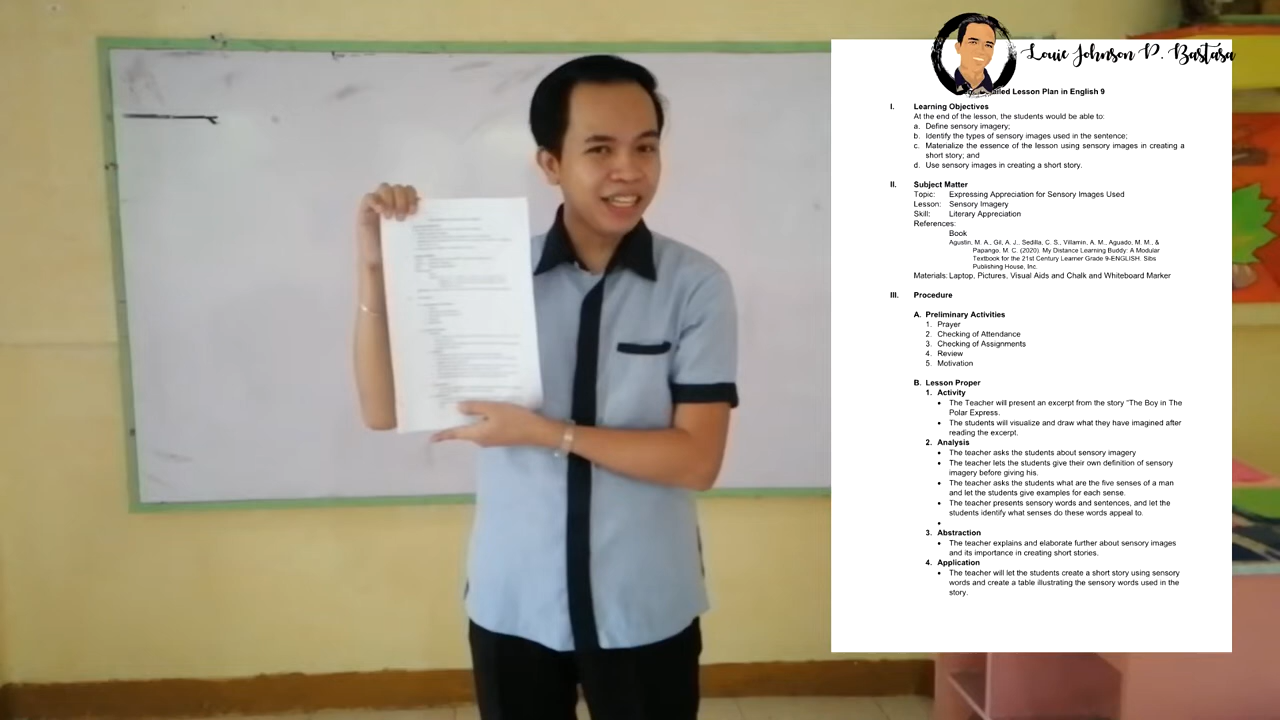 Louie Johnson P. Bastasa
iled Lesson Plan in English 9
I. Learning Objectives
At the end of the lesson, the students would be able to:
a. Define sensory imagery;
b. Identify the types of sensory images used in the sentence;
c. Materialize the essence of the lesson using sensory images in creating a
short story; and
d. Use sensory images in creating a short story.
II. Subject Matter
Topic: Expressing Appreciation for Sensory Images Used
Lesson: Sensory Imagery
Skill: Literary Appreciation
References:
Book
Agustin, M. A., Gil, A. J., Sedilla, C. S., Villamin, A. M., Aguado, M. M., &
Papango. M. C. (2020). My Distance Learning Buddy: A Modular
Textbook for the 21st Century Learner Grade 9-ENGLISH. Sibs
Publishing House, Inc.
Materials: Laptop, Pictures, Visual Aids and Chalk and Whiteboard Marker
III. Procedure
A. Preliminary Activities
1. Prayer
2. Checking of Attendance
3. Checking of Assignments
4. Review
5. Motivation
B. Lesson Proper
1. Activity
• The Teacher will present an excerpt from the story "The Boy in The
Polar Express.
• The students will visualize and draw what they have imagined after
reading the excerpt.
2. Analysis
• The teacher asks the students about sensory imagery
• The teacher lets the students give their own definition of sensory
imagery before giving his.
• The teacher asks the students what are the five senses of a man
and let the students give examples for each sense.
• The teacher presents sensory words and sentences, and let the
students identify what senses do these words appeal to.
•
3. Abstraction
• The teacher explains and elaborate further about sensory images
and its importance in creating short stories.
4. Application
• The teacher will let the students create a short story using sensory
words and create a table illustrating the sensory words used in the
story.